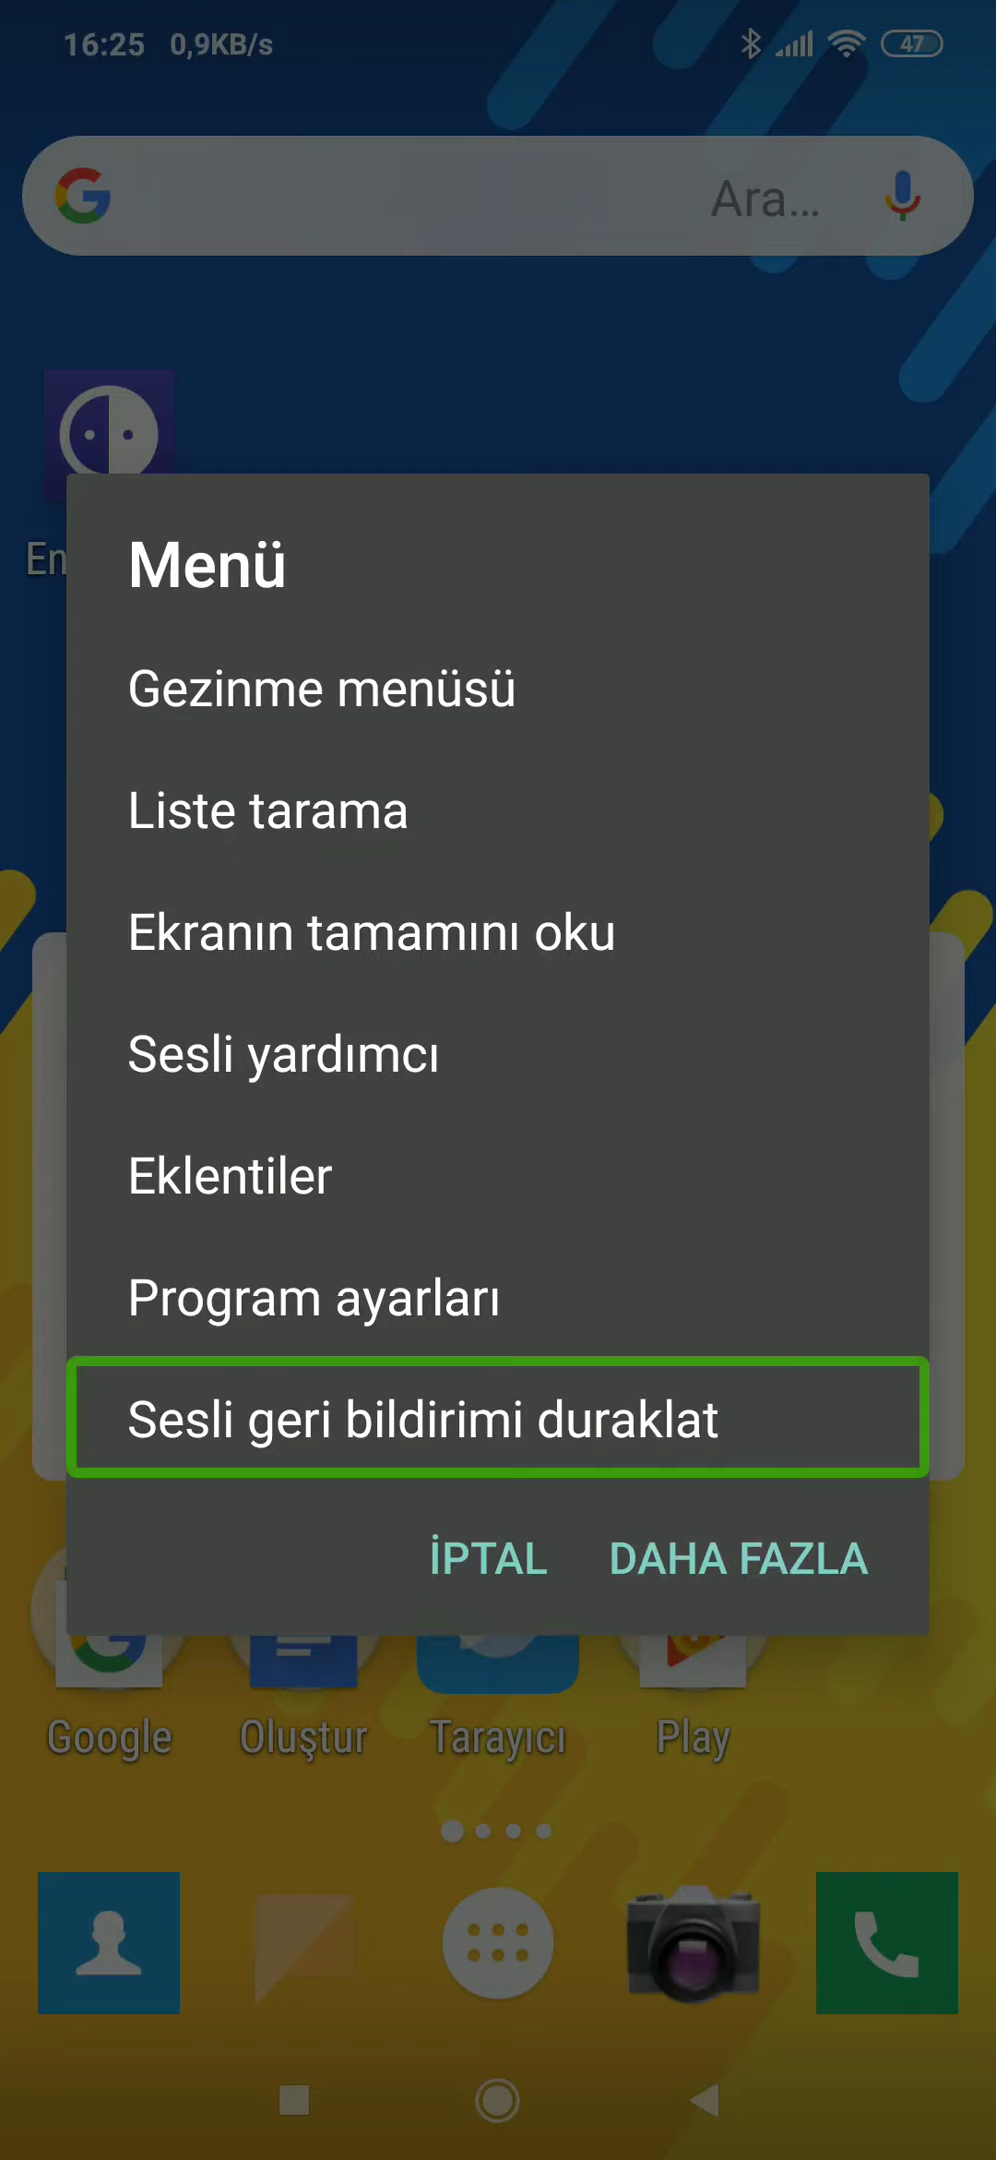 16:25 0,9KB/s 47
Ara...
En
Menü
Gezinme menüsü
Liste tarama
Ekranın tamamını oku
Sesli yardımcı
Eklentiler
Program ayarları
Sesli geri bildirimi duraklat
İPTAL DAHA FAZLA
Google Oluştur Tarayıcı Play